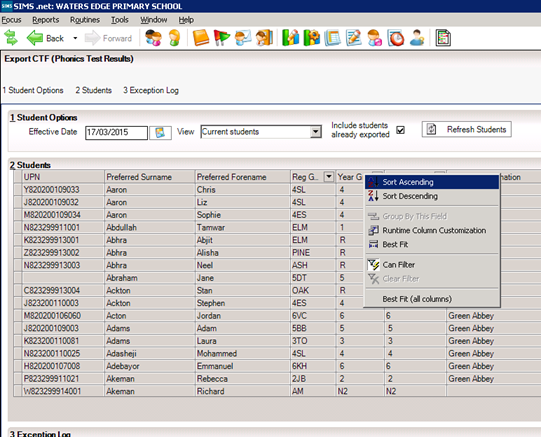 SIMS .net: WATERS EDGE PRIMARY SCHOOL
Focus Reports Routines Tools Window Help
Back Forward
Export CTF (Phonics Test Results)
1 Student Options 2 Students 3 Exception Log
1 Student Options
Effective Date 17/03/2015 View Current students Include students already exported Refresh Students
2 Students
UPN Preferred Surname Preferred Forename Reg G.. Year G
Y820200109033 Aaron Chris 4SL 4
J820200109032 Aaron Liz 4SL 4
M820200109034 Aaron Sophie 4ES 4
N823299911001 Abdullah Tamwar ELM 1
K823299913001 Abhra Abjit ELM R
Z823299913002 Abhra Alisha PINE R
N823299913003 Abhra Neel ASH R
Abraham Jane 5DT 5
C823299913004 Ackton Stan OAK R
J823200110003 Ackton Stephen 4ES 4
M820200106060 Acton Jordan 6VC 6 6 Green Abbey
J820200109003 Adams Adam 5BB 5 5 Green Abbey
K823200110081 Adams Laura 3TO 3 3 Green Abbey
N823200110025 Adasheji Mohammed 4SL 4 4 Green Abbey
H820200107008 Adebayor Emmanuel 6KH 6 6 Green Abbey
P823299911021 Akeman Rebecca 2JB 2 2 Green Abbey
W823299914001 Akeman Richard AM N2 N2
Sort Ascending
Sort Descending
Group By This Field
Runtime Column Customization
Best Fit
Can Filter
Clear Filter
Best Fit (all columns)
3 Exception Log